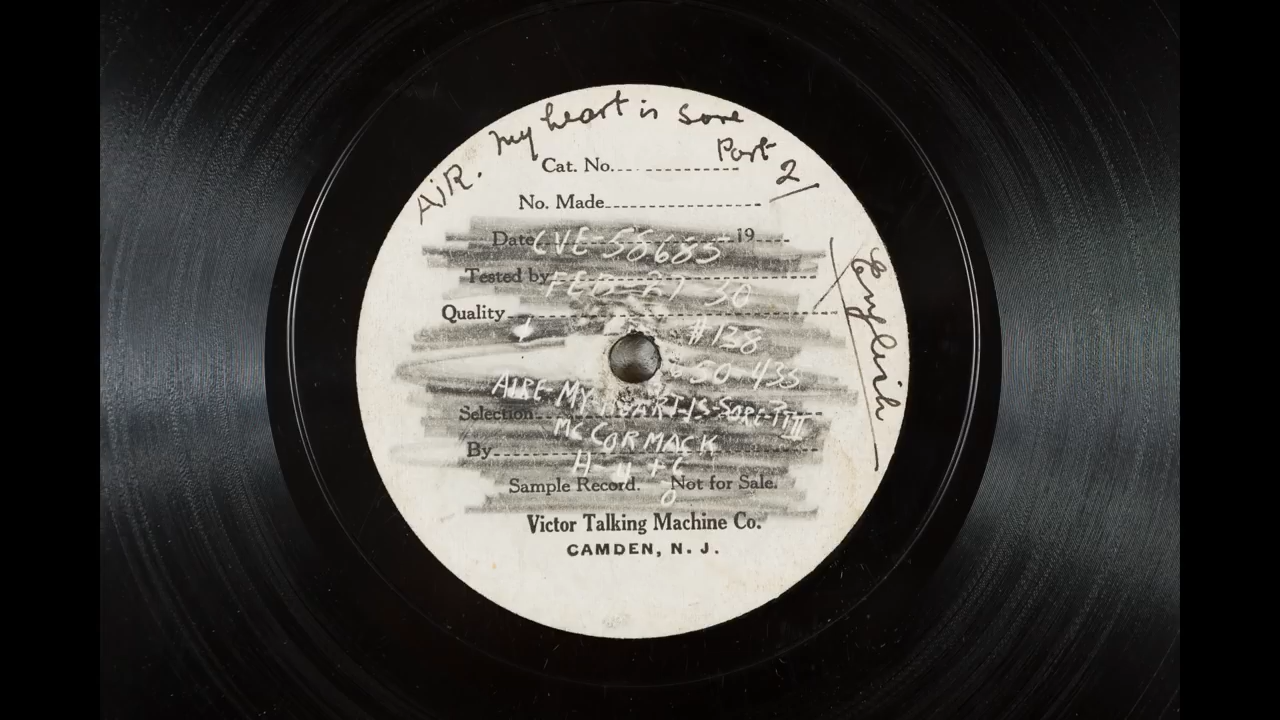 AiR. My heart is sore
Part 2/
English
Cat. No.
No. Made
Date CVE-58685 19
Tested by FEB-27 30
Quality
#138
50.433
Selection AIRE-MY HEART-IS-SORE-PT II
By MC CORMACK
H-H + C
Sample Record. Not for Sale.
O
Victor Talking Machine Co.
CAMDEN, N. J.